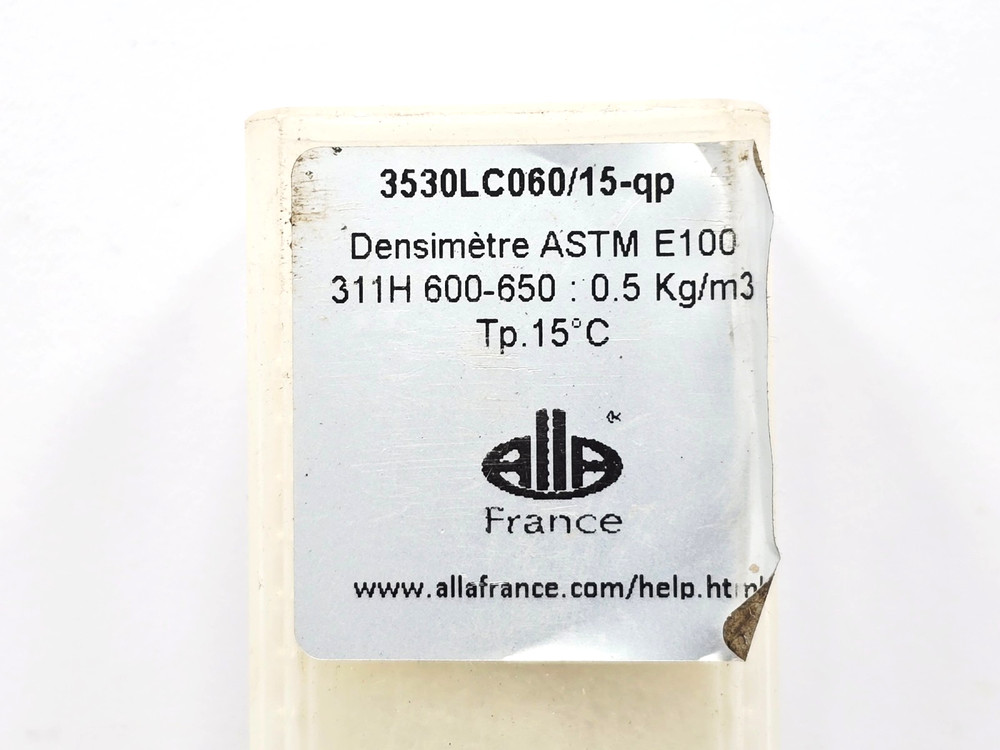 3530LC060/15-qp
Densimètre ASTM E100
311H 600-650 : 0.5 Kg/m3
Tp.15°C
AllA
France
www.allafrance.com/help.html